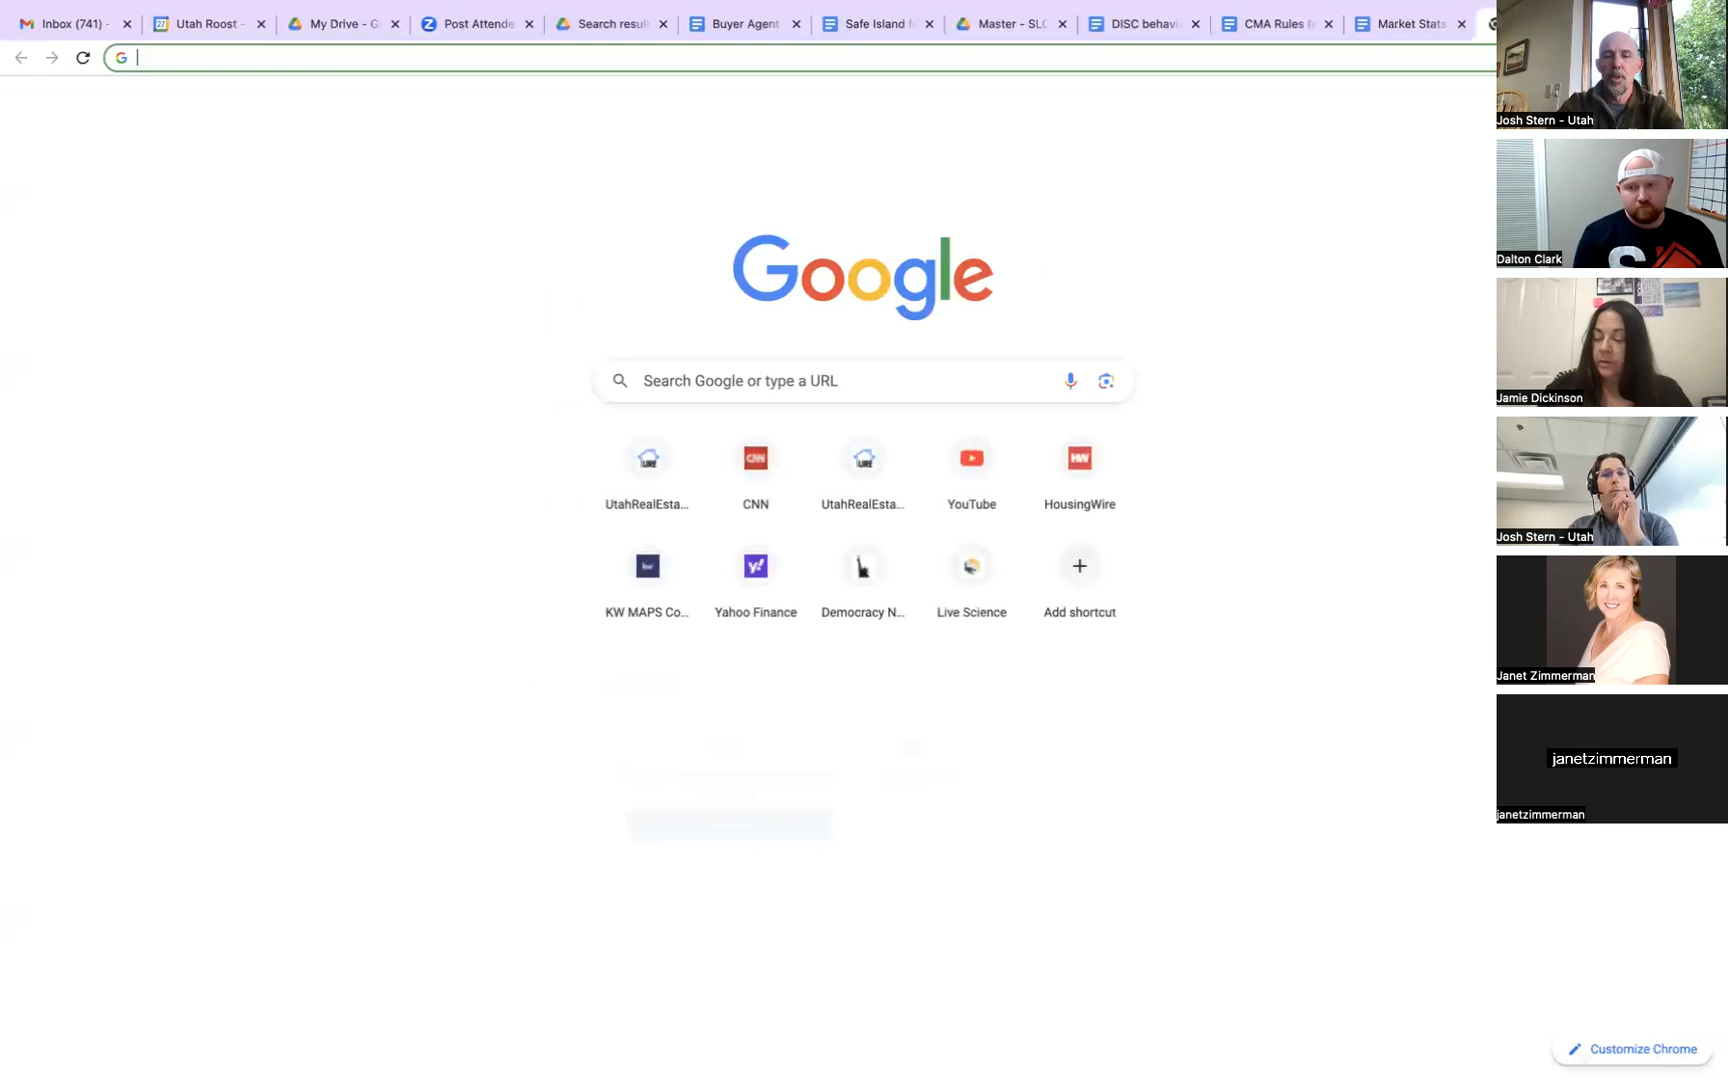 Inbox (741) -
Utah Roost -
My Drive - G
Post Attende
Search result
Buyer Agent
Safe Island f
Master - SLC
DISC behavi
CMA Rules f
Market Stats
Google
Search Google or type a URL
UtahRealEsta...
CNN
UtahRealEsta...
YouTube
HousingWire
KW MAPS Co...
Yahoo Finance
Democracy N...
Live Science
Add shortcut
Josh Stern - Utah
Dalton Clark
Jamie Dickinson
Josh Stern - Utah
Janet Zimmerman
janetzimmerman
janetzimmerman
Customize Chrome